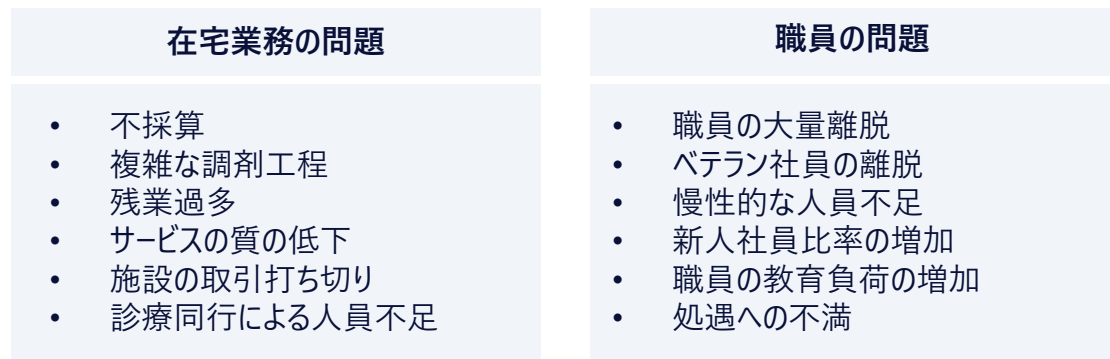 在宅業務の問題
• 不採算
• 複雑な調剤工程
• 残業過多
• サービスの質の低下
• 施設の取引打ち切り
• 診療同行による人員不足
職員の問題
• 職員の大量離脱
• ベテラン社員の離脱
• 慢性的な人員不足
• 新人社員比率の増加
• 職員の教育負荷の増加
• 処遇への不満